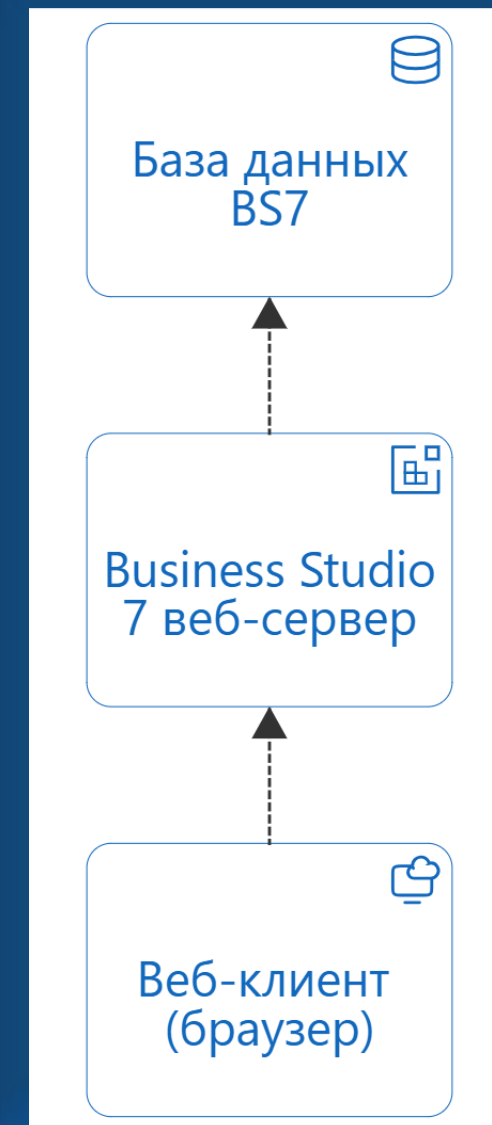 База данных
BS7
Business Studio
7 веб-сервер
Веб-клиент
(браузер)